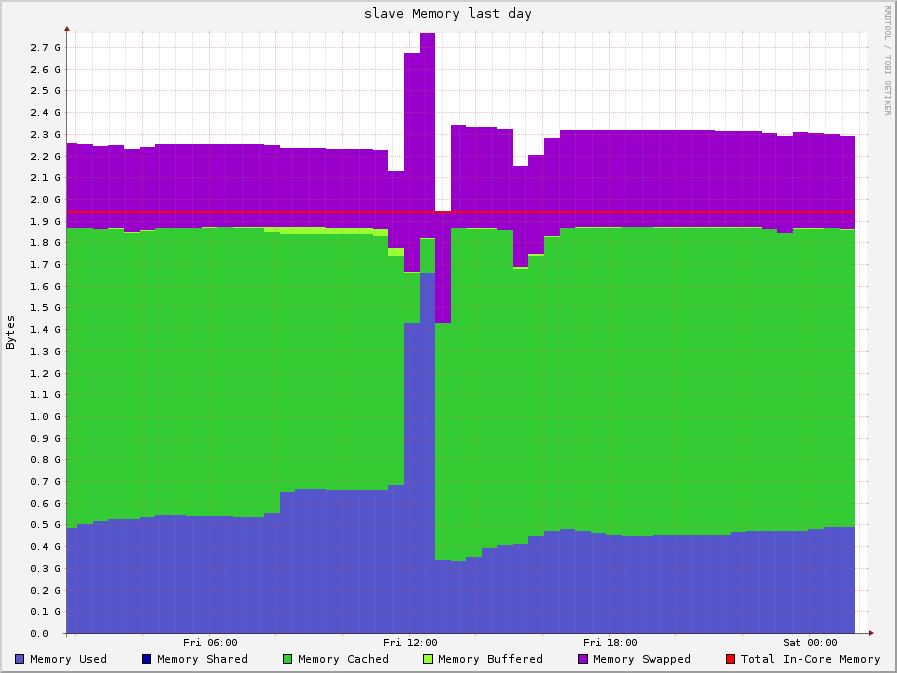 slave Memory last day
RRDTOOL / TOBI OETIKER
Bytes
2.7 G
2.6 G
2.5 G
2.4 G
2.3 G
2.2 G
2.1 G
2.0 G
1.9 G
1.8 G
1.7 G
1.6 G
1.5 G
1.4 G
1.3 G
1.2 G
1.1 G
1.0 G
0.9 G
0.8 G
0.7 G
0.6 G
0.5 G
0.4 G
0.3 G
0.2 G
0.1 G
0.0
Fri 06:00 Fri 12:00 Fri 18:00 Sat 00:00
Memory Used Memory Shared Memory Cached Memory Buffered Memory Swapped Total In-Core Memory